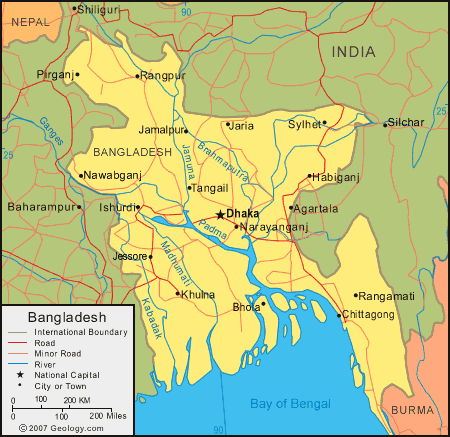 Shiliguri
NEPAL
INDIA
Pirganj
Rangpur
Ganges
25
Jamalpur
Jaria
Sylhet
Silchar
25
BANGLADESH
Jamuna
Brahmaputra
Nawabganj
Tangail
Habiganj
Baharampur
Ishurdi
Dhaka
Agartala
Padma
Narayanganj
Jessore
Madhumati
Khulna
Bhola
Rangamati
Chittagong
Kabadak
Bangladesh
International Boundary
Road
Minor Road
River
National Capital
City or Town
0 100 200 KM
0 100 200 Miles
© 2007 Geology.com
Bay of Bengal
BURMA
90
90